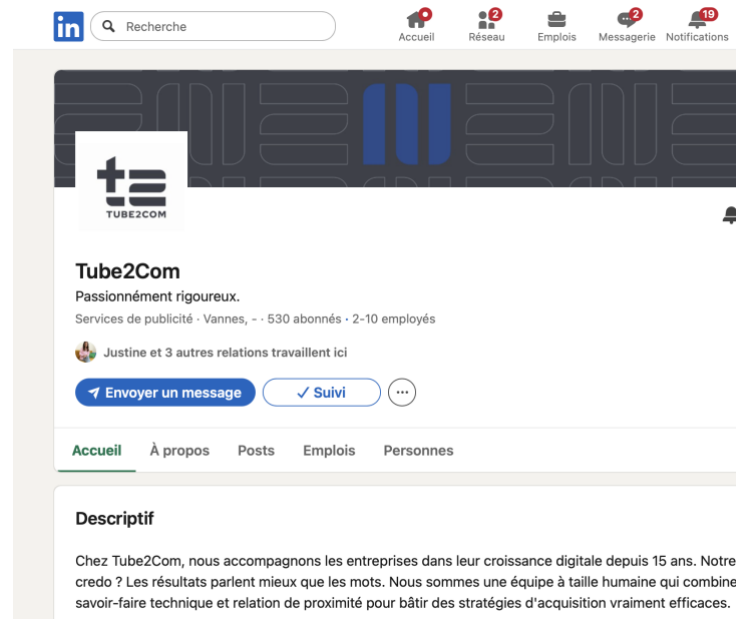 in
Recherche
2
2
19
Accueil
Réseau
Emplois
Messagerie
Notifications
t2
TUBE2COM
Tube2Com
Passionnément rigoureux.
Services de publicité · Vannes, - · 530 abonnés · 2-10 employés
Justine et 3 autres relations travaillent ici
Envoyer un message
Suivi
Accueil
À propos
Posts
Emplois
Personnes
Descriptif
Chez Tube2Com, nous accompagnons les entreprises dans leur croissance digitale depuis 15 ans. Notre
credo ? Les résultats parlent mieux que les mots. Nous sommes une équipe à taille humaine qui combine
savoir-faire technique et relation de proximité pour bâtir des stratégies d'acquisition vraiment efficaces.